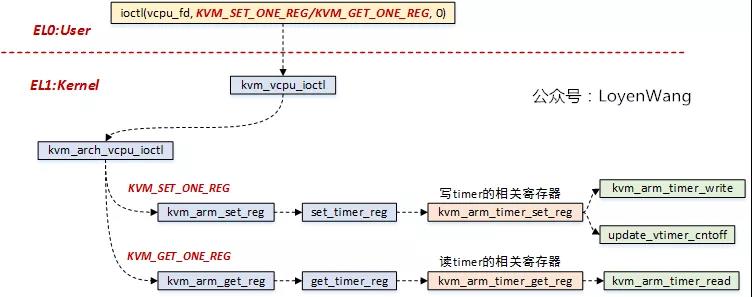 ioctl(vcpu_fd, KVM_SET_ONE_REG/KVM_GET_ONE_REG, 0)
EL0:User
EL1:Kernel
kvm_vcpu_ioctl
公众号：LoyenWang
kvm_arch_vcpu_ioctl
KVM_SET_ONE_REG
写timer的相关寄存器
kvm_arm_timer_write
kvm_arm_set_reg
set_timer_reg
kvm_arm_timer_set_reg
update_vtimer_cntoff
KVM_GET_ONE_REG
读timer的相关寄存器
kvm_arm_get_reg
get_timer_reg
kvm_arm_timer_get_reg
kvm_arm_timer_read